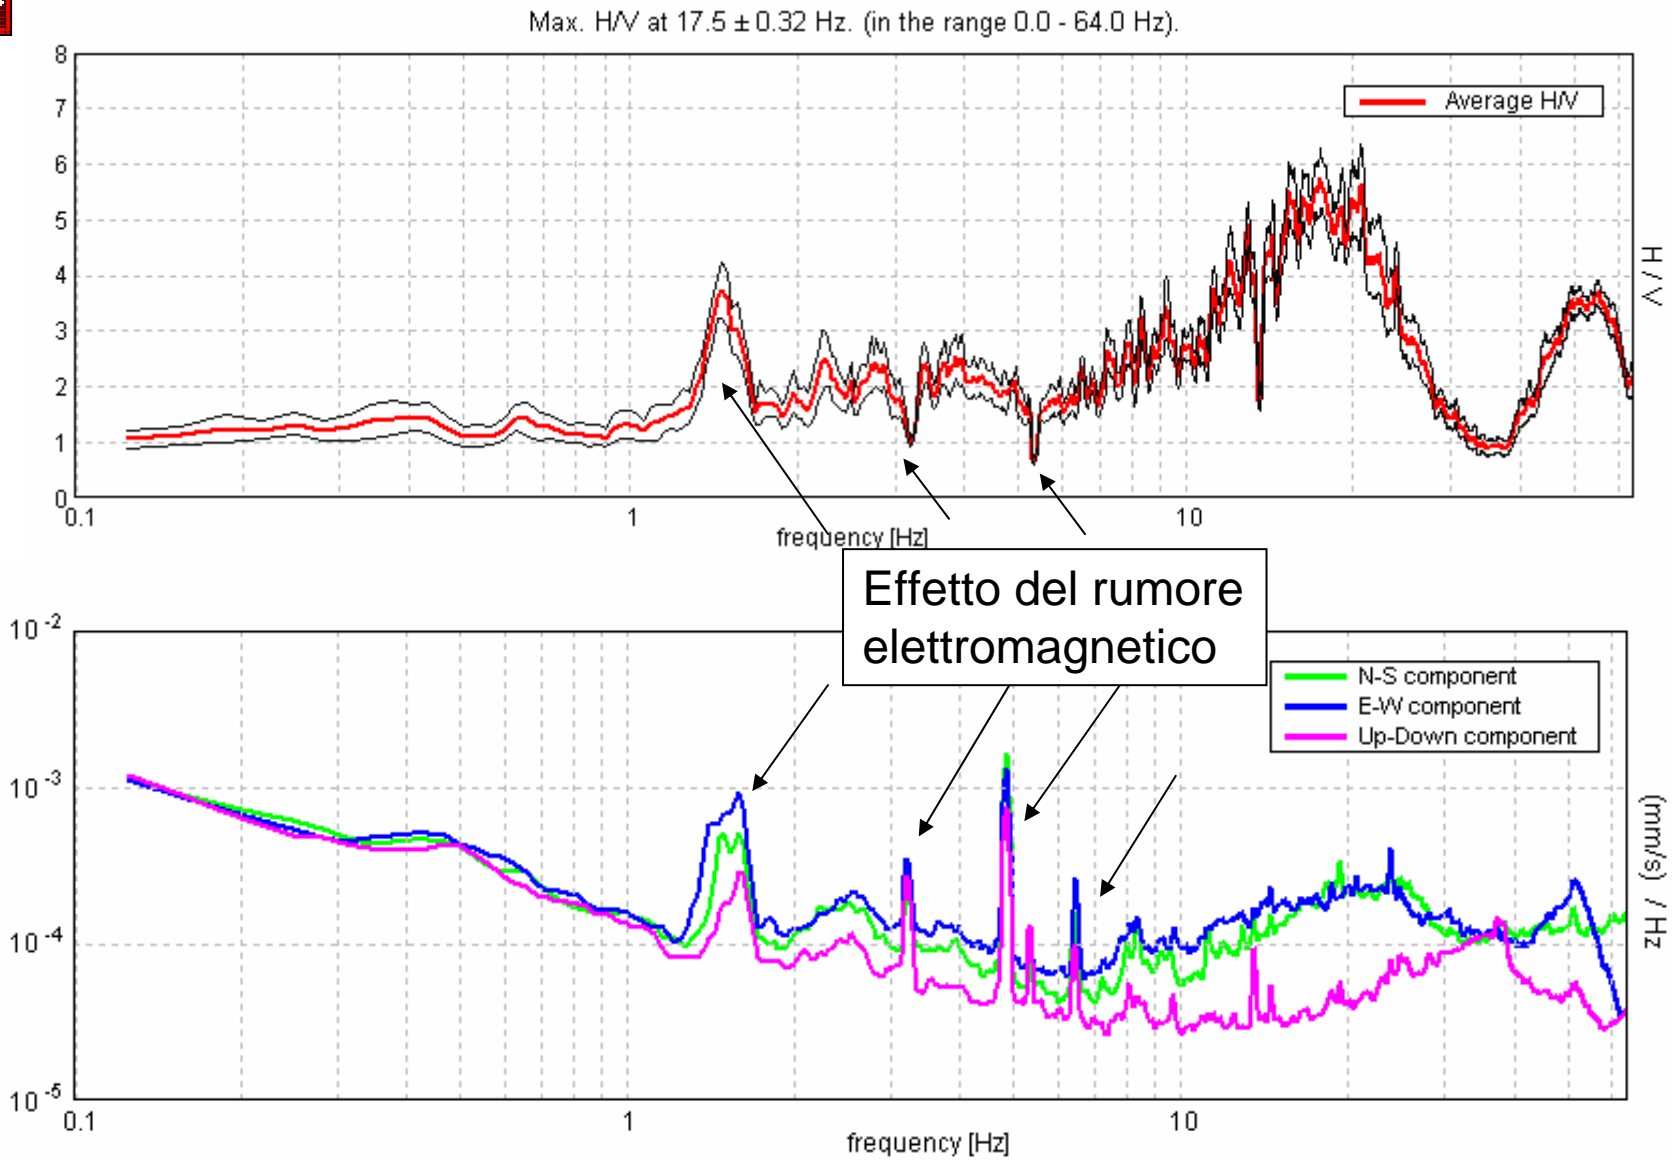 Max. H/V at 17.5 ± 0.32 Hz. (in the range 0.0 - 64.0 Hz).
8
7
6
5
4
3
2
1
0
Average H/V
H / V
0.1
1
10
frequency [Hz]
Effetto del rumore
elettromagnetico
10-2
10-3
10-4
10-5
N-S component
E-W component
Up-Down component
(mm/s) / Hz
0.1
1
10
frequency [Hz]